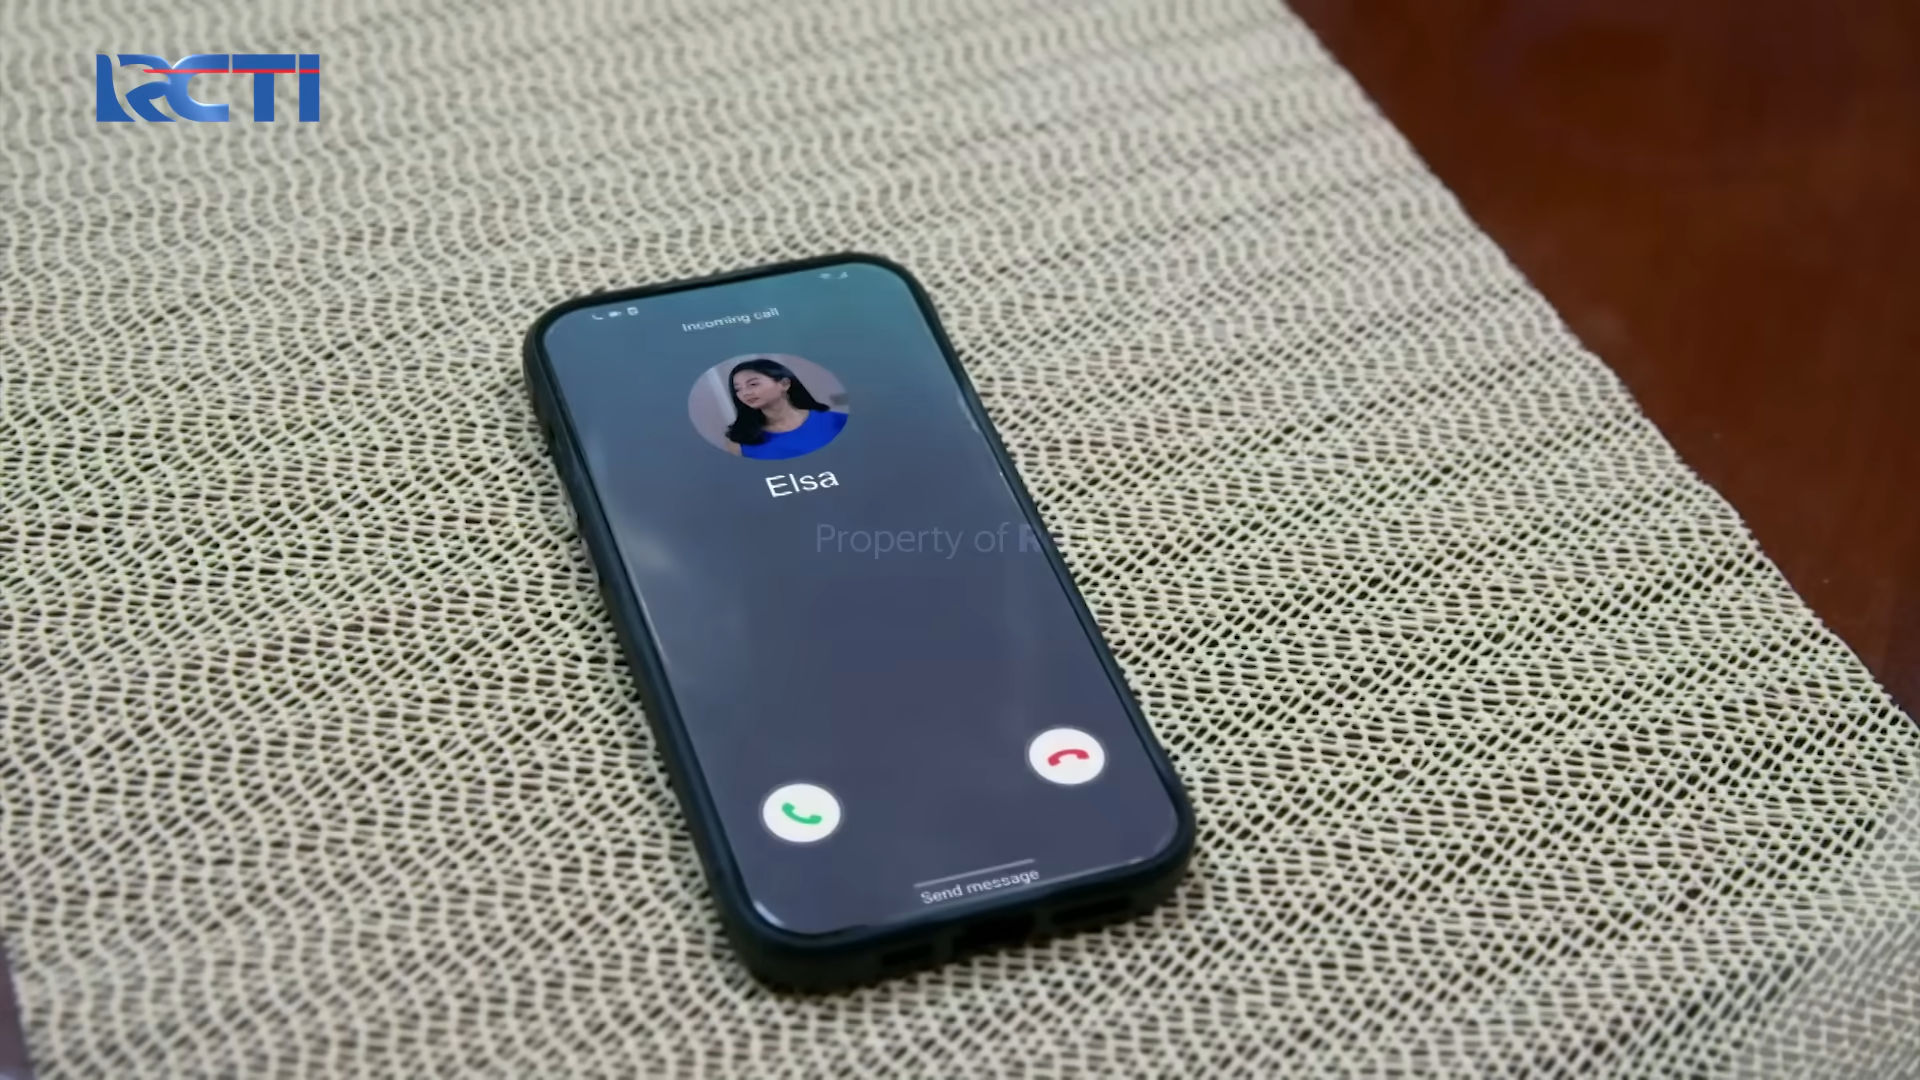 RCTI
Incoming call
Elsa
Property of R
Send message